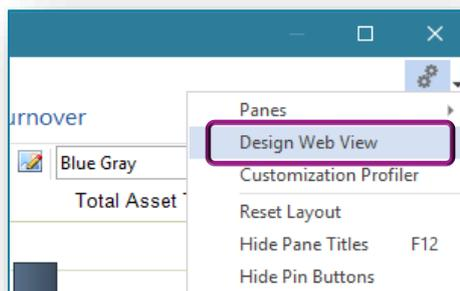 urnover
Panes
Design Web View
Blue Gray
Customization Profiler
Total Asset
Reset Layout
Hide Pane Titles F12
Hide Pin Buttons